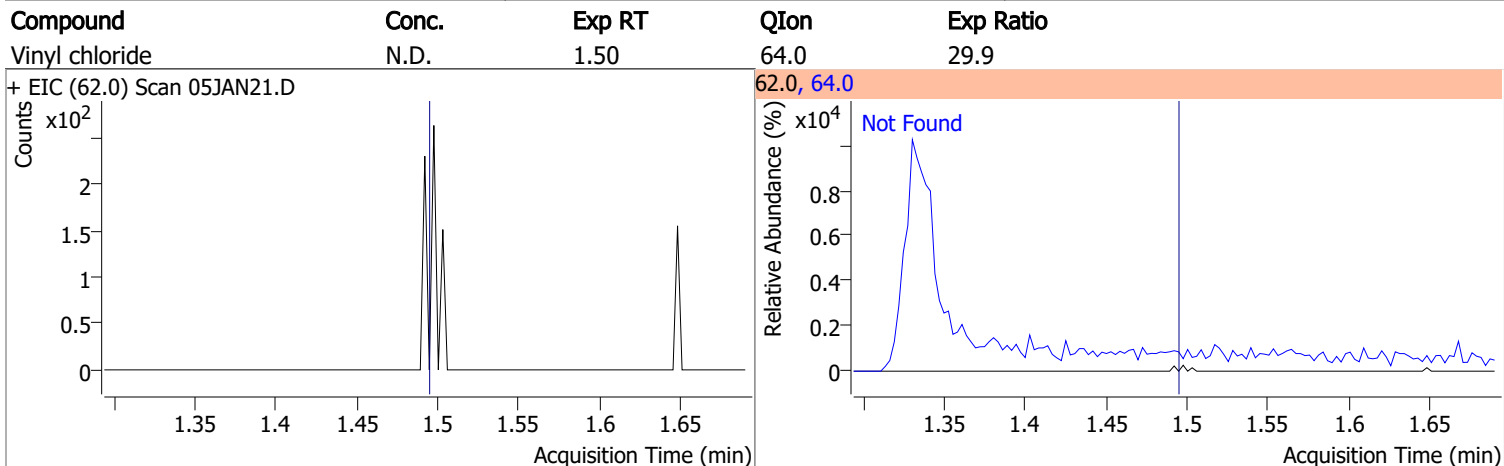 Compound Conc. Exp RT QIon Exp Ratio
Vinyl chloride N.D. 1.50 64.0 29.9
+ EIC (62.0) Scan 05JAN21.D
Counts
x10²
2
1.5
1
0.5
0
1.35 1.4 1.45 1.5 1.55 1.6 1.65
Acquisition Time (min)
62.0, 64.0
Relative Abundance (%)
x10⁴
Not Found
0.8
0.6
0.4
0.2
0
1.35 1.4 1.45 1.5 1.55 1.6 1.65
Acquisition Time (min)